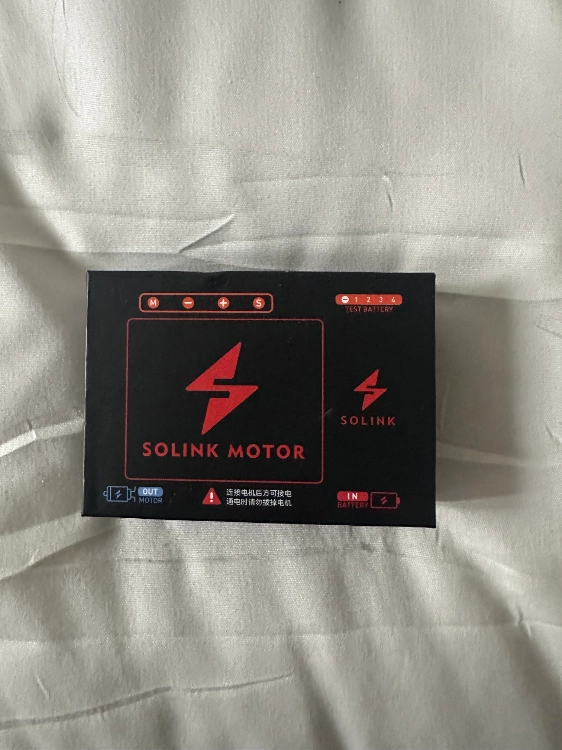 M - + S
- 1 2 3 4
TEST BATTERY
SOLINK
SOLINK MOTOR
OUT
MOTOR
连接电机后方可接电
通电时请勿拔掉电机
IN
BATTERY